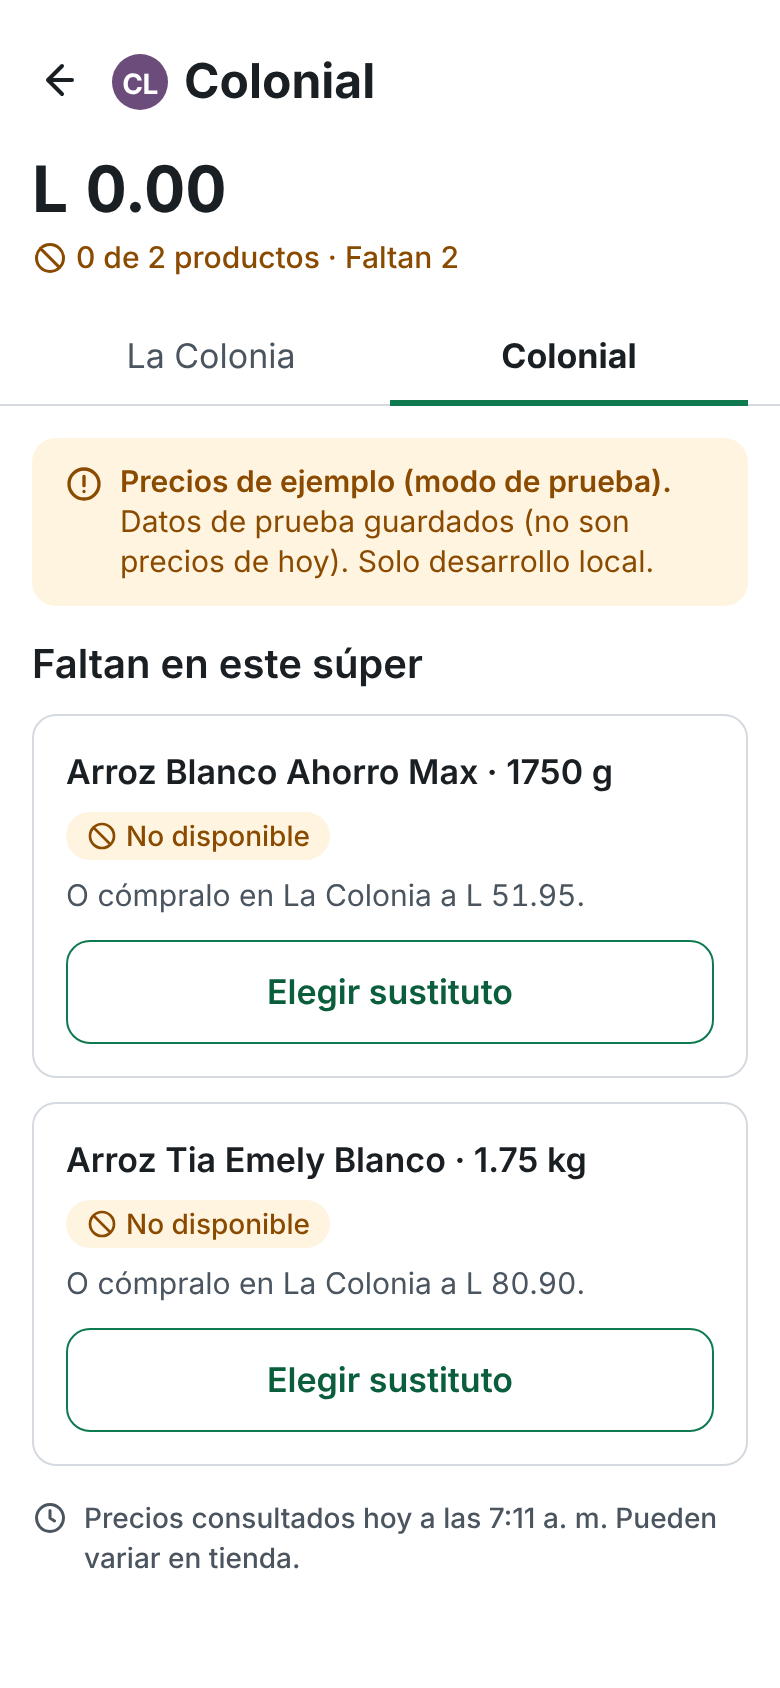 CL Colonial
L 0.00
0 de 2 productos · Faltan 2
La Colonia
Colonial
Precios de ejemplo (modo de prueba).
Datos de prueba guardados (no son
precios de hoy). Solo desarrollo local.
Faltan en este súper
Arroz Blanco Ahorro Max · 1750 g
No disponible
O cómpralo en La Colonia a L 51.95.
Elegir sustituto
Arroz Tia Emely Blanco · 1.75 kg
No disponible
O cómpralo en La Colonia a L 80.90.
Elegir sustituto
Precios consultados hoy a las 7:11 a. m. Pueden
variar en tienda.